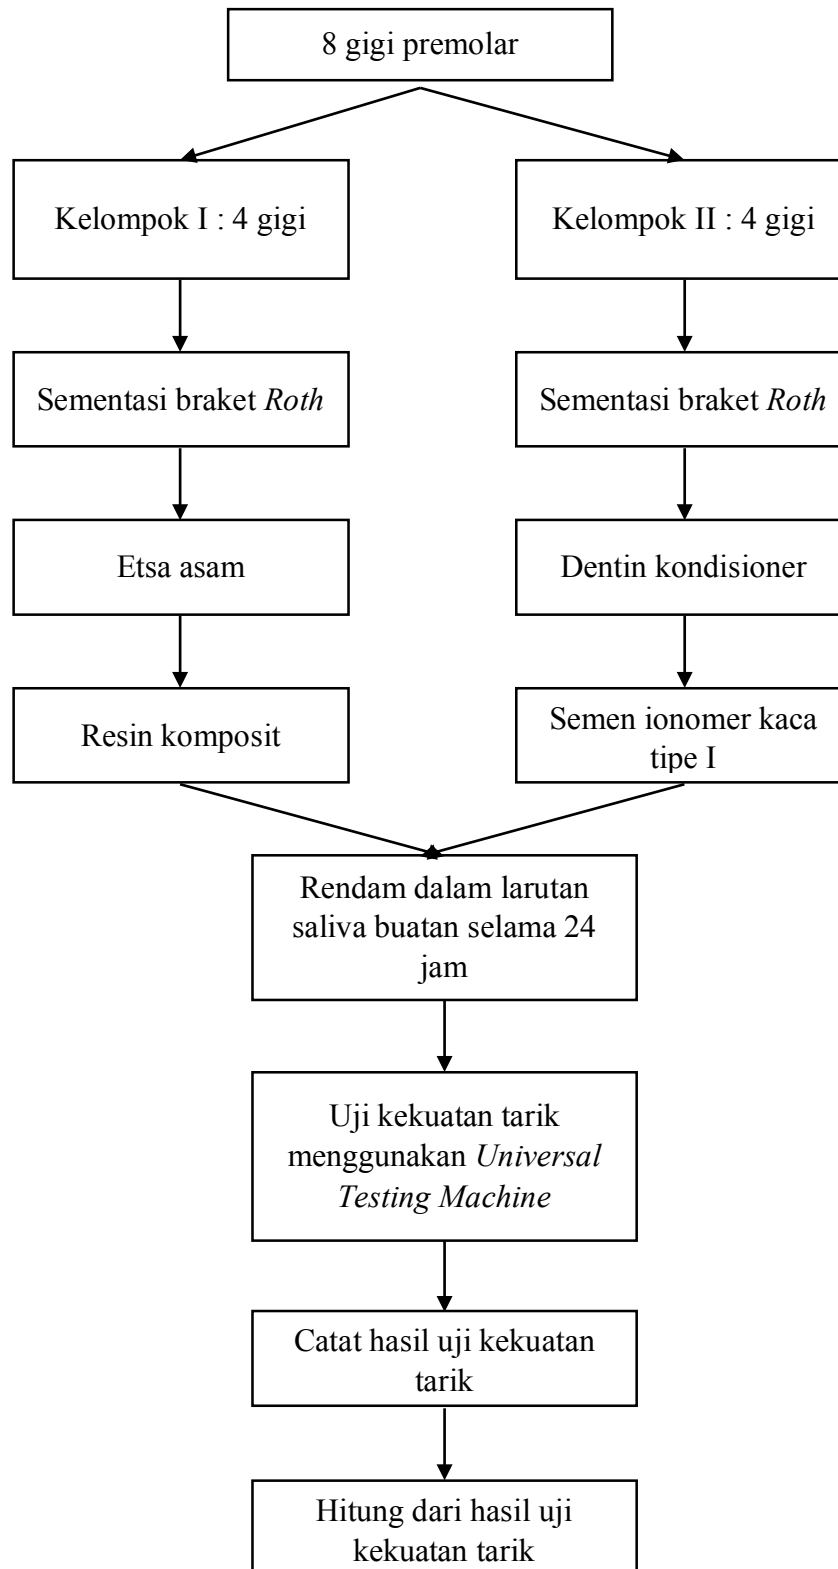 8 gigi premolar
Kelompok I : 4 gigi
Kelompok II : 4 gigi
Sementasi braket Roth
Sementasi braket Roth
Etsa asam
Dentin kondisioner
Resin komposit
Semen ionomer kaca
tipe I
Rendam dalam larutan
saliva buatan selama 24
jam
Uji kekuatan tarik
menggunakan Universal
Testing Machine
Catat hasil uji kekuatan
tarik
Hitung dari hasil uji
kekuatan tarik